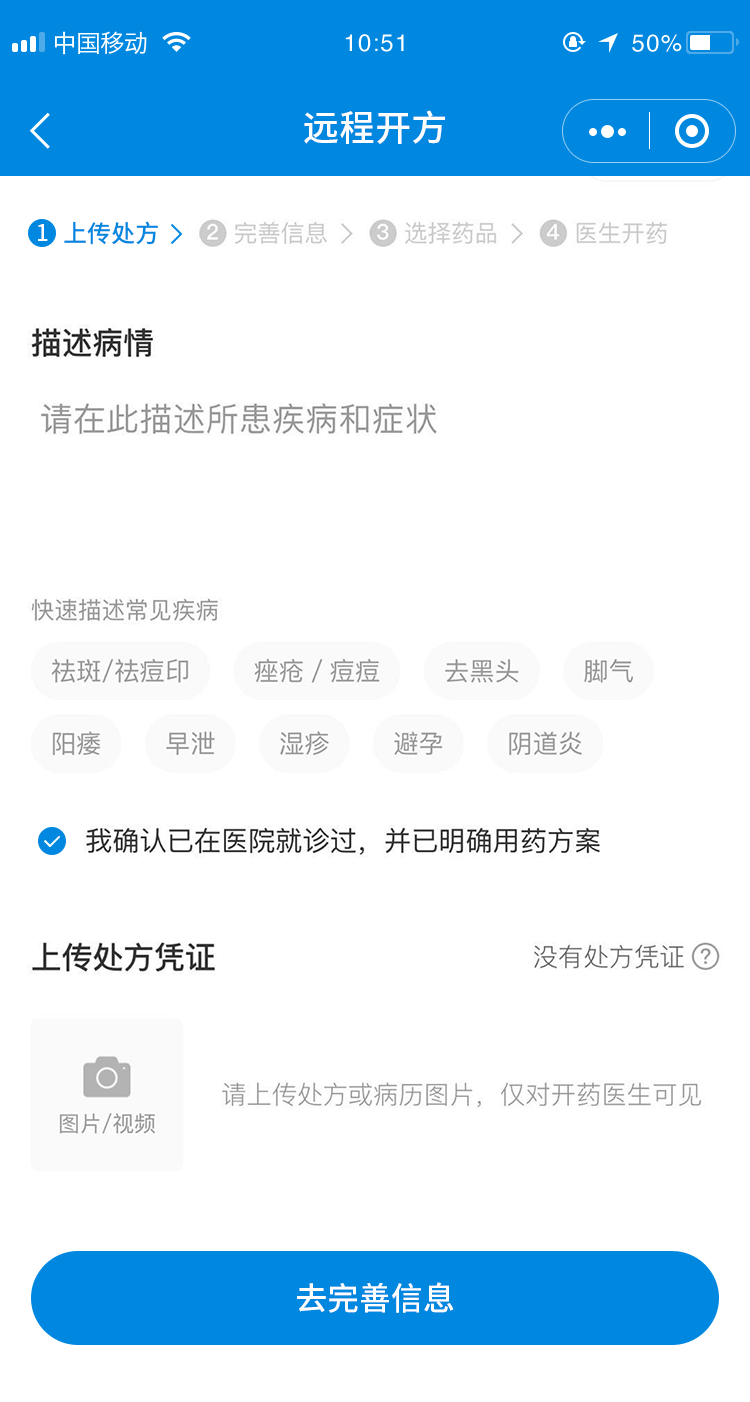 中国移动 10:51 50%
远程开方
1 上传处方 2 完善信息 3 选择药品 4 医生开药
描述病情
请在此描述所患疾病和症状
快速描述常见疾病
祛斑/祛痘印 痤疮 / 痘痘 去黑头 脚气
阳痿 早泄 湿疹 避孕 阴道炎
我确认已在医院就诊过，并已明确用药方案
上传处方凭证 没有处方凭证 ?
请上传处方或病历图片，仅对开药医生可见
图片/视频
去完善信息